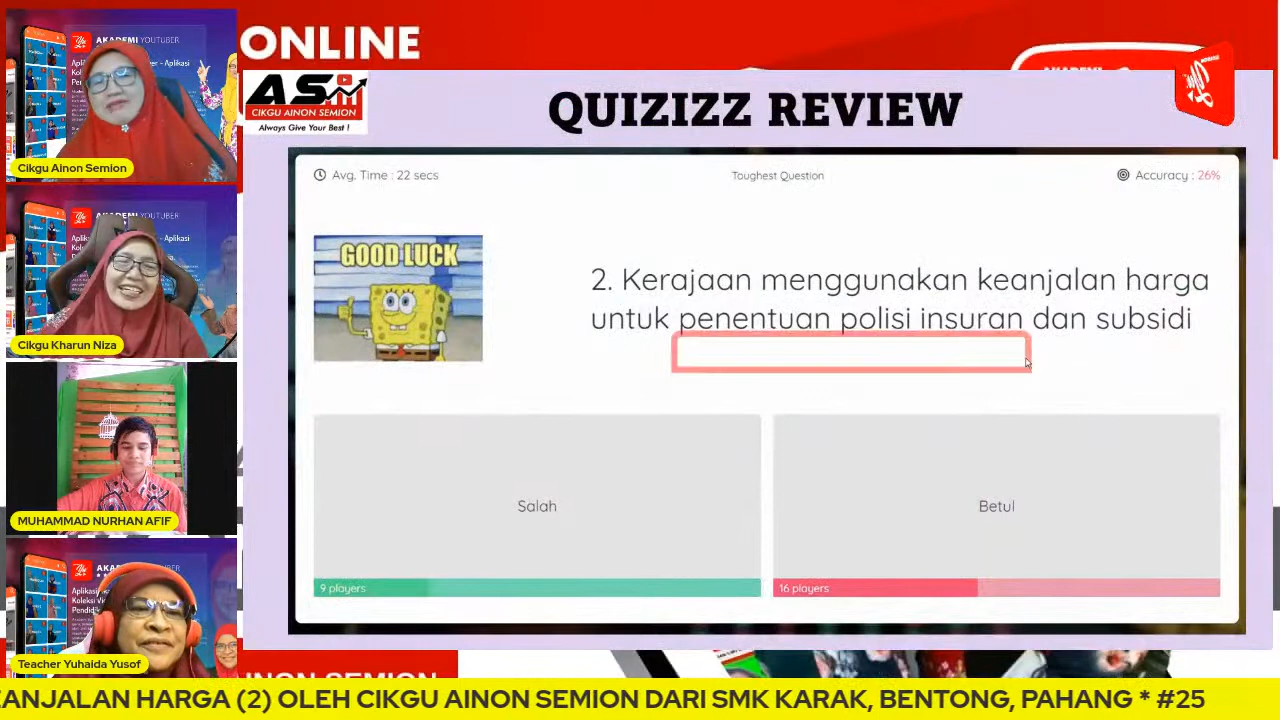 ONLINE
AS
CIKGU AINON SEMION
Always Give Your Best !
QUIZIZZ REVIEW
Avg. Time : 22 secs
Toughest Question
Accuracy : 26%
GOOD LUCK
2. Kerajaan menggunakan keanjalan harga
untuk penentuan polisi insuran dan subsidi
Salah
Betul
9 players
16 players
AKADEMI YOUTUBER
Cikgu Ainon Semion
AKADEMI YOUTUBER
Cikgu Kharun Niza
MUHAMMAD NURHAN AFIF
Teacher Yuhaida Yusof
EANJALAN HARGA (2) OLEH CIKGU AINON SEMION DARI SMK KARAK, BENTONG, PAHANG * #25